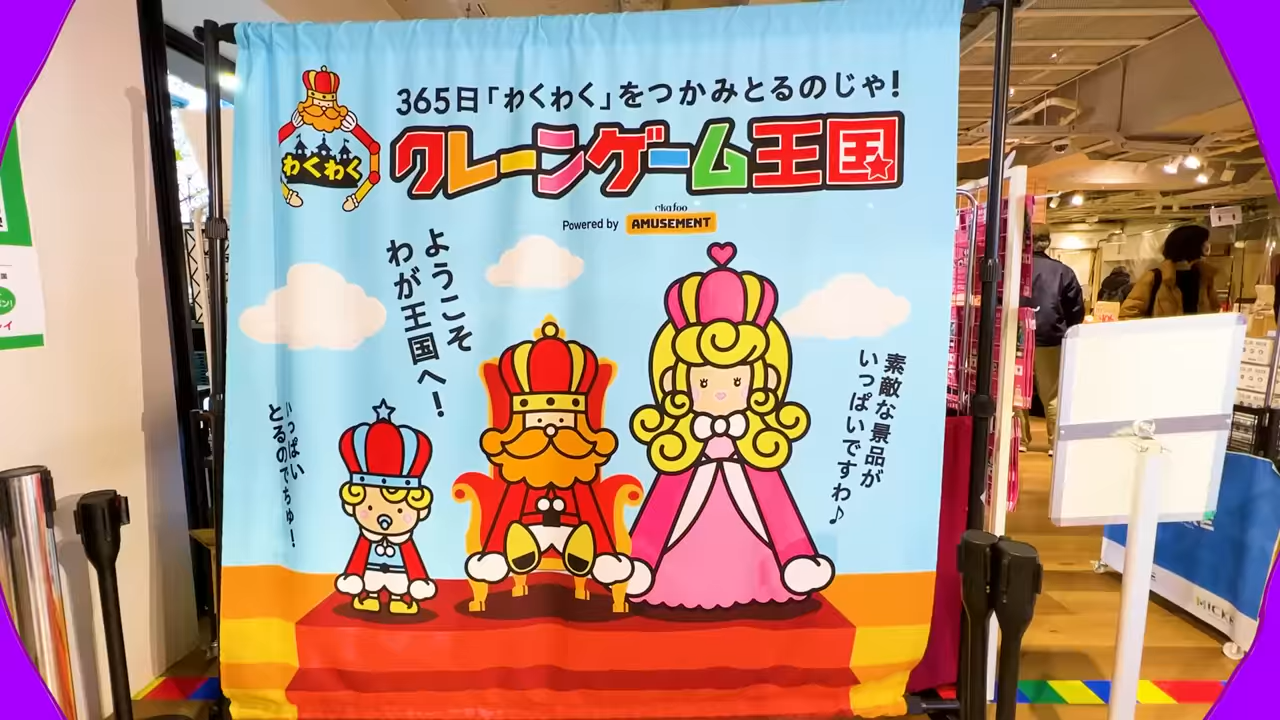 365日「わくわく」をつかみとるのじゃ!
わくわく
クレーンゲーム王国
Powered by
AMUSEMENT
ようこそ
わが王国へ!
素敵な景品が
いっぱいですわ♪
いっぱい
とるのでちゅ!